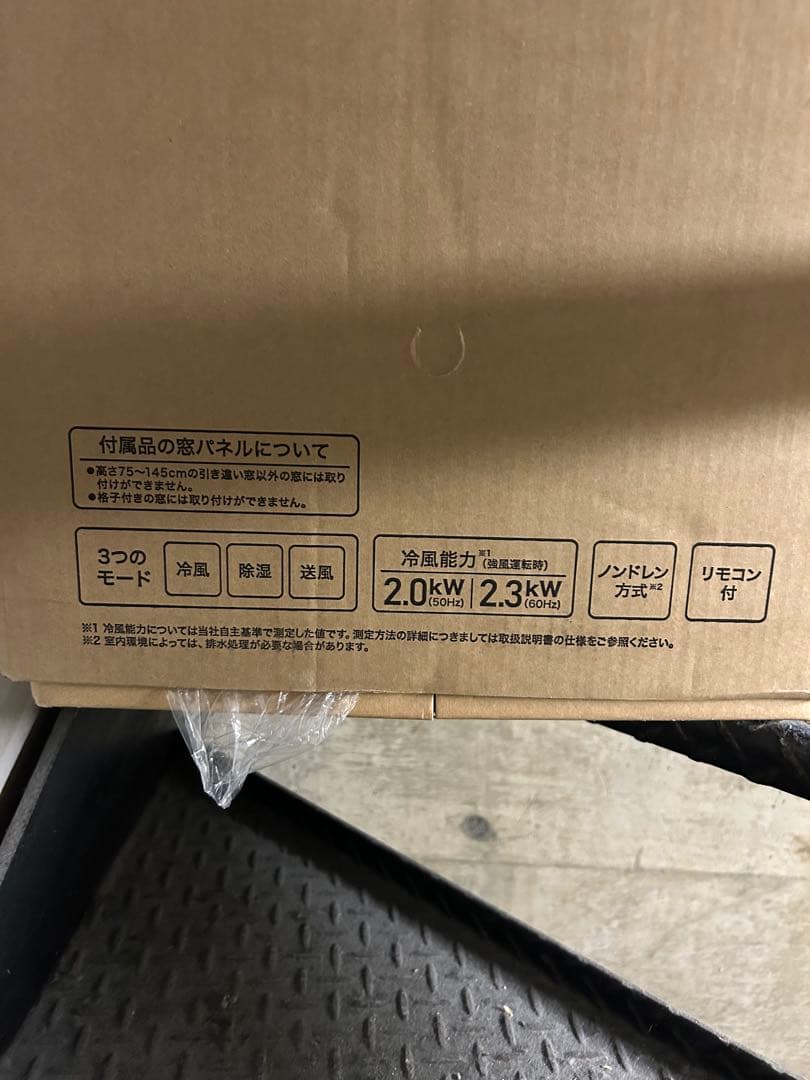 付属品の窓パネルについて
●高さ75〜145cmの引き違い窓以外の窓には取り
付けができません。
●格子付きの窓には取り付けができません。
3つの
モード
冷風
除湿
送風
冷風能力※1(強風運転時)
2.0kW(50Hz) 2.3kW(60Hz)
ノンドレン
方式※2
リモコン
付
※1 冷風能力については当社自主基準で測定した値です。測定方法の詳細につきましては取扱説明書の仕様をご参照ください。
※2 室内環境によっては、排水処理が必要な場合があります。